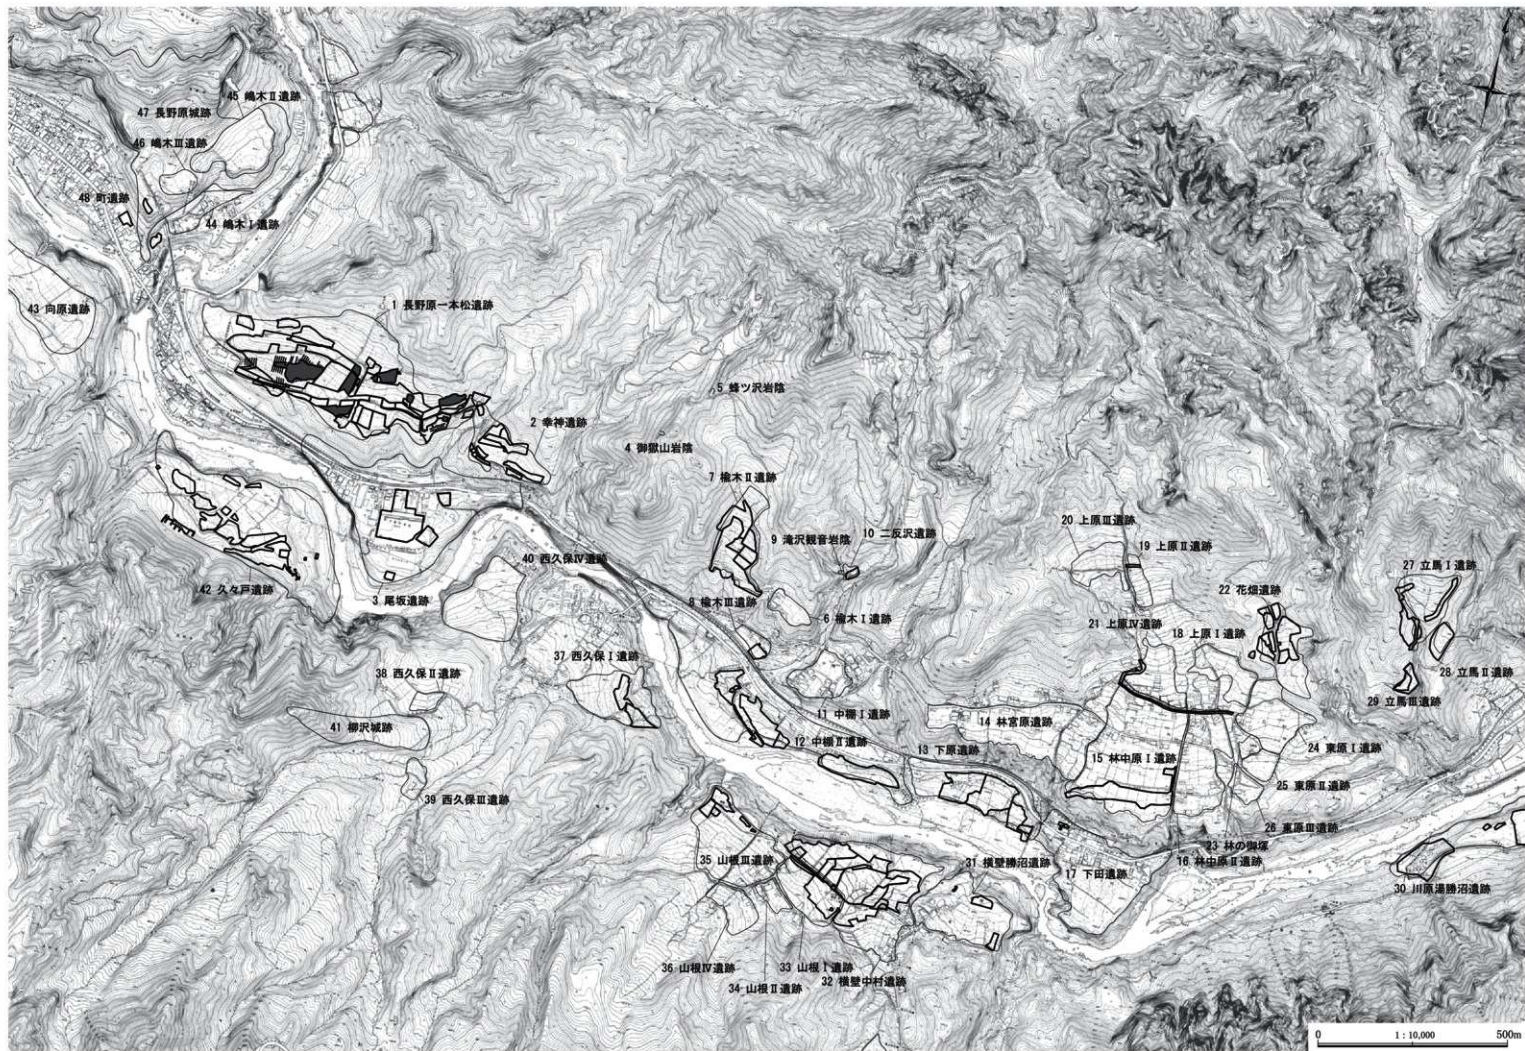 45 嶋木Ⅱ遺跡
47 長野原城跡
46 嶋木Ⅲ遺跡
48 町遺跡
44 嶋木Ⅰ遺跡
43 向原遺跡
1 長野原一本松遺跡
5 蜂ツ沢岩陰
2 幸神遺跡
4 御嶽山岩陰
7 楡木Ⅱ遺跡
20 上原Ⅲ遺跡
10 二反沢遺跡
9 滝沢観音岩陰
19 上原Ⅱ遺跡
40 西久保Ⅳ遺跡
27 立馬Ⅰ遺跡
42 久々戸遺跡
22 花畑遺跡
3 尾坂遺跡
8 楡木Ⅲ遺跡
6 楡木Ⅰ遺跡
21 上原Ⅳ遺跡
18 上原Ⅰ遺跡
37 西久保Ⅰ遺跡
38 西久保Ⅱ遺跡
28 立馬Ⅱ遺跡
29 立馬Ⅲ遺跡
41 柳沢城跡
11 中棚Ⅰ遺跡
14 林宮原遺跡
12 中棚Ⅱ遺跡
13 下原遺跡
24 東原Ⅰ遺跡
15 林中原Ⅰ遺跡
25 東原Ⅱ遺跡
39 西久保Ⅲ遺跡
26 東原Ⅲ遺跡
23 林の御塚
35 山根Ⅲ遺跡
31 横壁勝沼遺跡
16 林中原Ⅱ遺跡
17 下田遺跡
30 川原湯勝沼遺跡
36 山根Ⅳ遺跡
33 山根Ⅰ遺跡
32 横壁中村遺跡
34 山根Ⅱ遺跡
0 1:10,000 500m